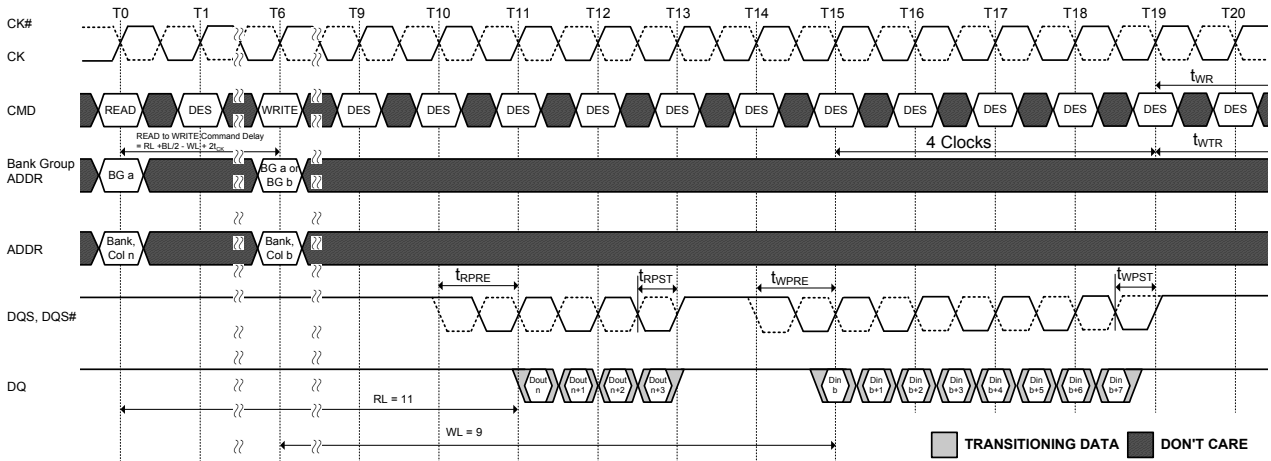 T0 T1 T6 T9 T10 T11 T12 T13 T14 T15 T16 T17 T18 T19 T20
CK#
CK
tWR
CMD READ DES WRITE DES DES DES DES DES DES DES DES DES DES DES DES
READ to WRITE Command Delay
= RL +BL/2 - WL + 2tCK
4 Clocks tWTR
Bank Group
ADDR
BG a
BG a or
BG b
ADDR
Bank,
Col n
Bank,
Col b
tRPRE tRPST tWPRE tWPST
DQS, DQS#
DQ
Dout
n
Dout
n+1
Dout
n+2
Dout
n+3
Din
b
Din
b+1
Din
b+2
Din
b+3
Din
b+4
Din
b+5
Din
b+6
Din
b+7
RL = 11
WL = 9
TRANSITIONING DATA DON'T CARE